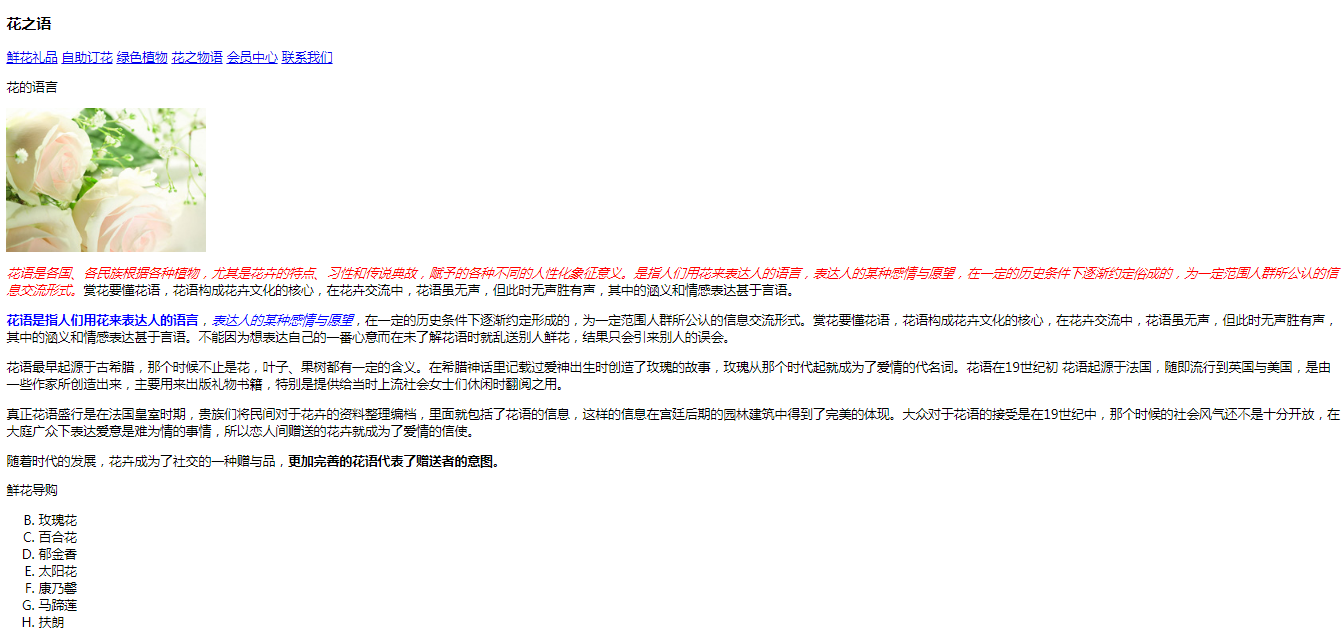 花之语
鲜花礼品 自助订花 绿色植物 花之物语 会员中心 联系我们
花的语言
花语是各国、各民族根据各种植物，尤其是花卉的特点、习性和传说典故，赋予的各种不同的人性化象征意义。是指人们用花来表达人的语言，表达人的某种感情与愿望，在一定的历史条件下逐渐约定俗成的，为一定范围人群所公认的信
息交流形式。赏花要懂花语，花语构成花卉文化的核心，在花卉交流中，花语虽无声，但此时无声胜有声，其中的涵义和情感表达甚于言语。
花语是指人们用花来表达人的语言，表达人的某种感情与愿望，在一定的历史条件下逐渐约定形成的，为一定范围人群所公认的信息交流形式。赏花要懂花语，花语构成花卉文化的核心，在花卉交流中，花语虽无声，但此时无声胜有声，
其中的涵义和情感表达甚于言语。不能因为想表达自己的一番心意而在未了解花语时就乱送别人鲜花，结果只会引来别人的误会。
花语最早起源于古希腊，那个时候不止是花，叶子、果树都有一定的含义。在希腊神话里记载过爱神出生时创造了玫瑰的故事，玫瑰从那个时代起就成为了爱情的代名词。花语在19世纪初 花语起源于法国，随即流行到英国与美国，是由
一些作家所创造出来，主要用来出版礼物书籍，特别是提供给当时上流社会女士们休闲时翻阅之用。
真正花语盛行是在法国皇室时期，贵族们将民间对于花卉的资料整理编档，里面就包括了花语的信息，这样的信息在宫廷后期的园林建筑中得到了完美的体现。大众对于花语的接受是在19世纪中，那个时候的社会风气还不是十分开放，在
大庭广众下表达爱意是难为情的事情，所以恋人间赠送的花卉就成为了爱情的信使。
随着时代的发展，花卉成为了社交的一种赠与品，更加完善的花语代表了赠送者的意图。
鲜花导购
B. 玫瑰花
C. 百合花
D. 郁金香
E. 太阳花
F. 康乃馨
G. 马蹄莲
H. 扶朗